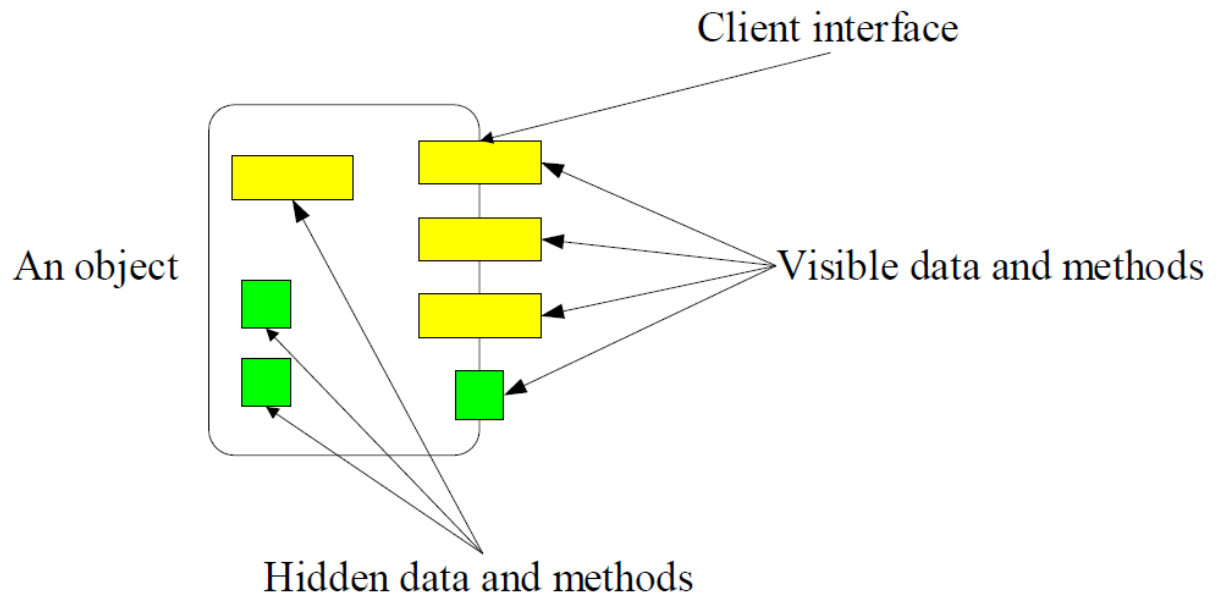 Client interface
An object
Visible data and methods
Hidden data and methods